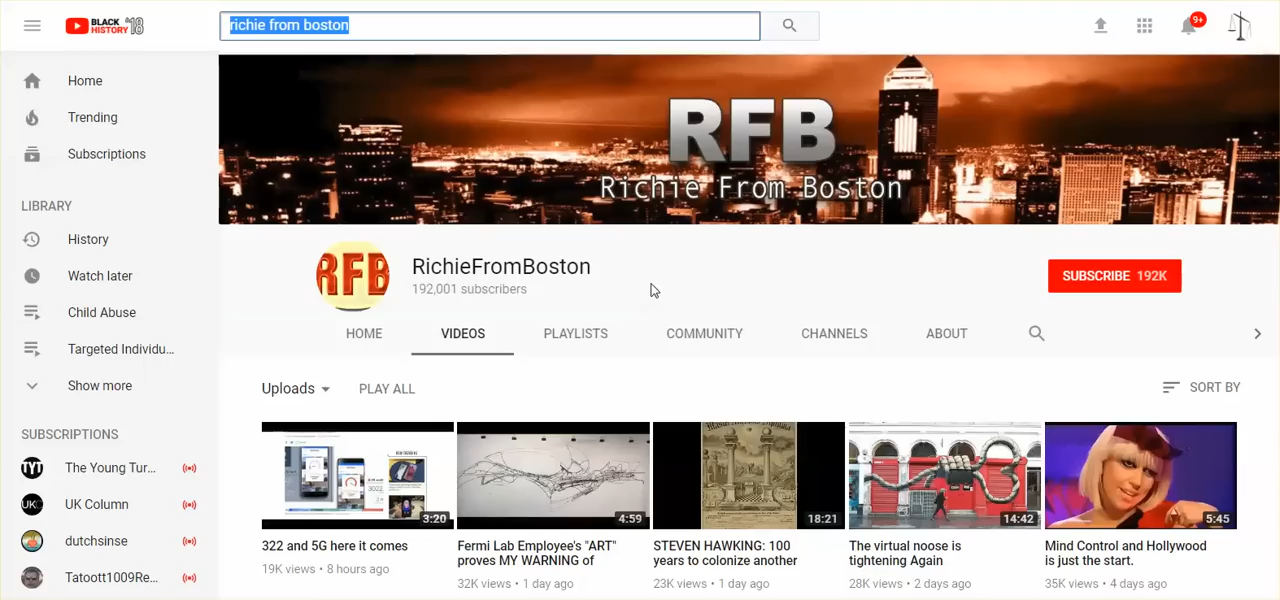 BLACK
HISTORY '18
richie from boston
9+
Home
Trending
Subscriptions
LIBRARY
History
Watch later
Child Abuse
Targeted Individu...
Show more
SUBSCRIPTIONS
TYT The Young Tur...
UK UK Column
dutchsinse
Tatoott1009Re...
RFB
Richie From Boston
RFB
RichieFromBoston
192,001 subscribers
SUBSCRIBE 192K
HOME VIDEOS PLAYLISTS COMMUNITY CHANNELS ABOUT
Uploads PLAY ALL SORT BY
3:20
322 and 5G here it comes
19K views • 8 hours ago
4:59
Fermi Lab Employee's "ART"
proves MY WARNING of
32K views • 1 day ago
18:21
STEVEN HAWKING: 100
years to colonize another
23K views • 1 day ago
14:42
The virtual noose is
tightening Again
28K views • 2 days ago
5:45
Mind Control and Hollywood
is just the start.
35K views • 4 days ago